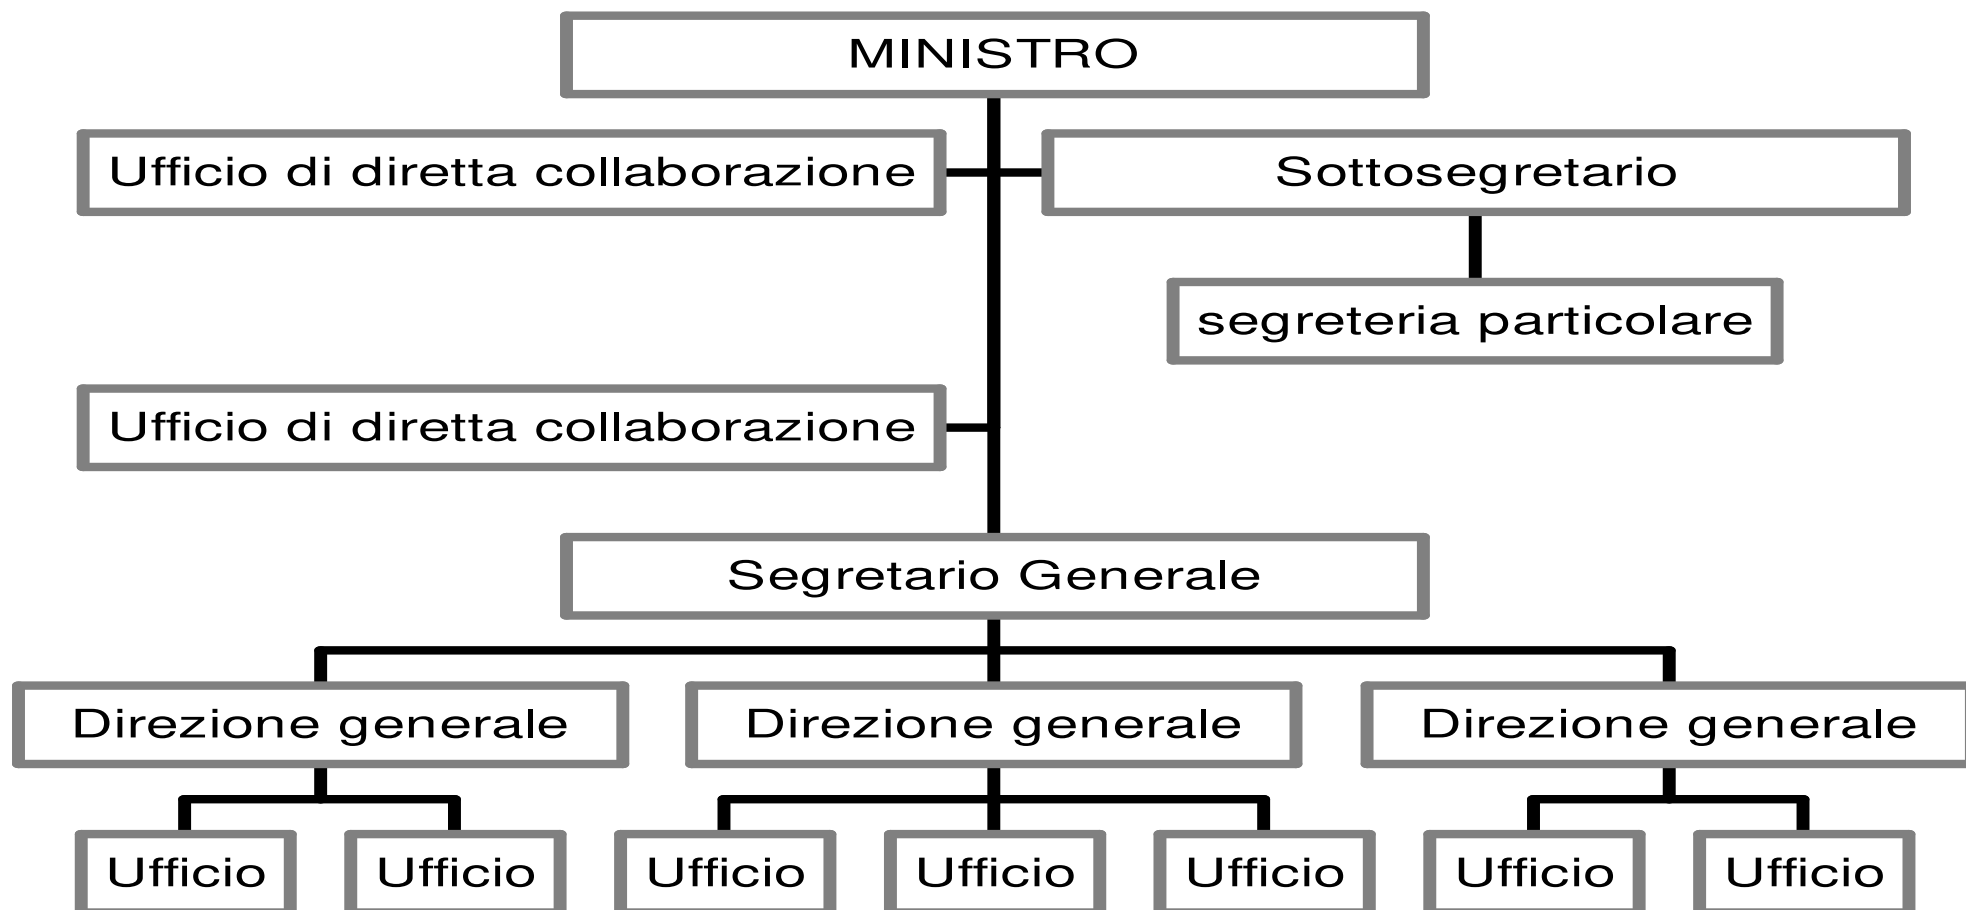 MINISTRO
Ufficio di diretta collaborazione
Sottosegretario
segreteria particolare
Ufficio di diretta collaborazione
Segretario Generale
Direzione generale
Direzione generale
Direzione generale
Ufficio
Ufficio
Ufficio
Ufficio
Ufficio
Ufficio
Ufficio